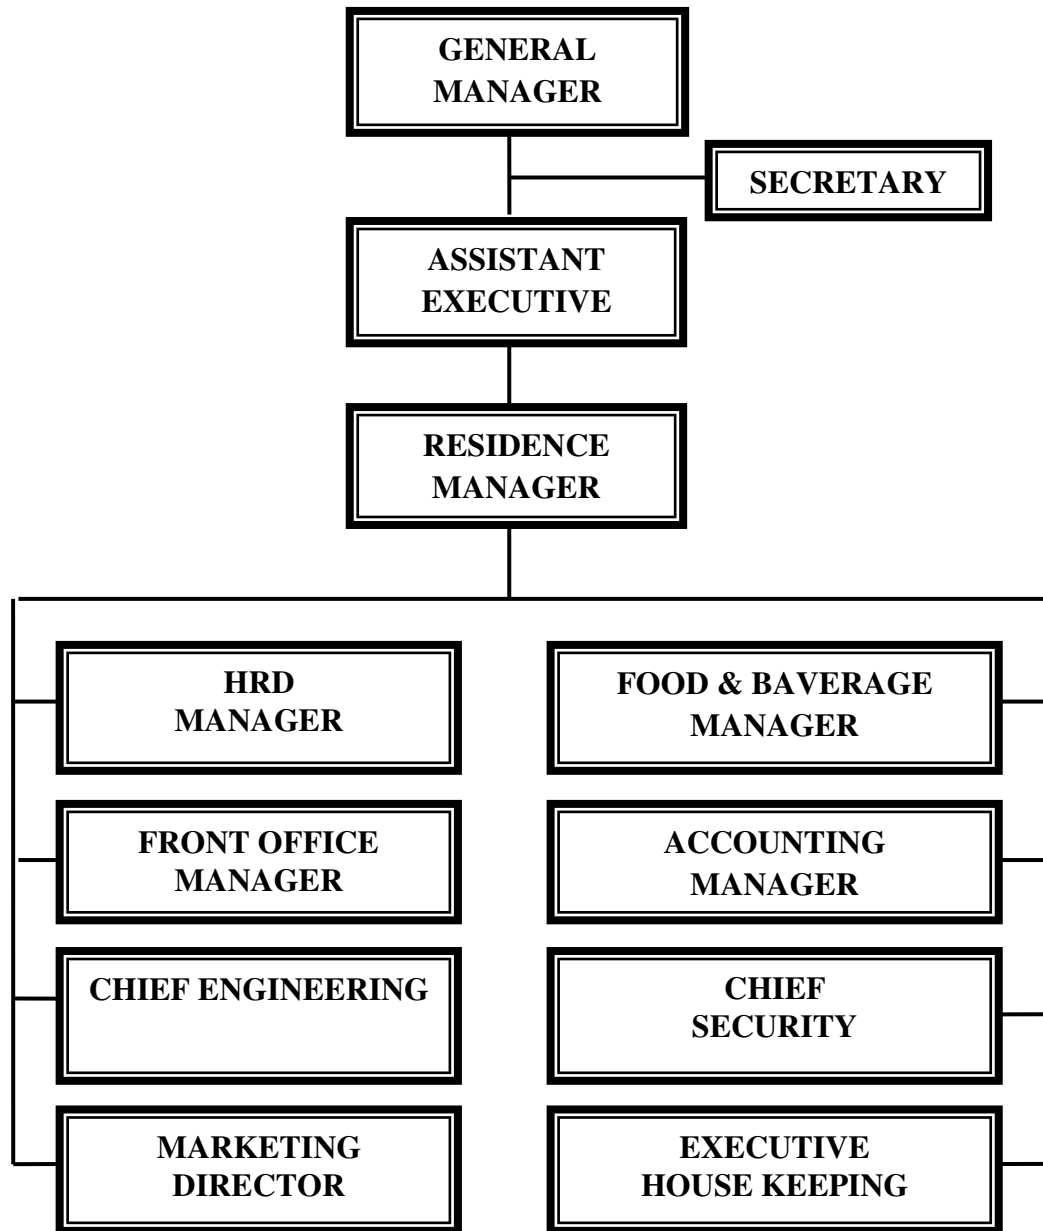 GENERAL
MANAGER
SECRETARY
ASSISTANT
EXECUTIVE
RESIDENCE
MANAGER
HRD
MANAGER
FOOD & BAVERAGE
MANAGER
FRONT OFFICE
MANAGER
ACCOUNTING
MANAGER
CHIEF ENGINEERING
CHIEF
SECURITY
MARKETING
DIRECTOR
EXECUTIVE
HOUSE KEEPING